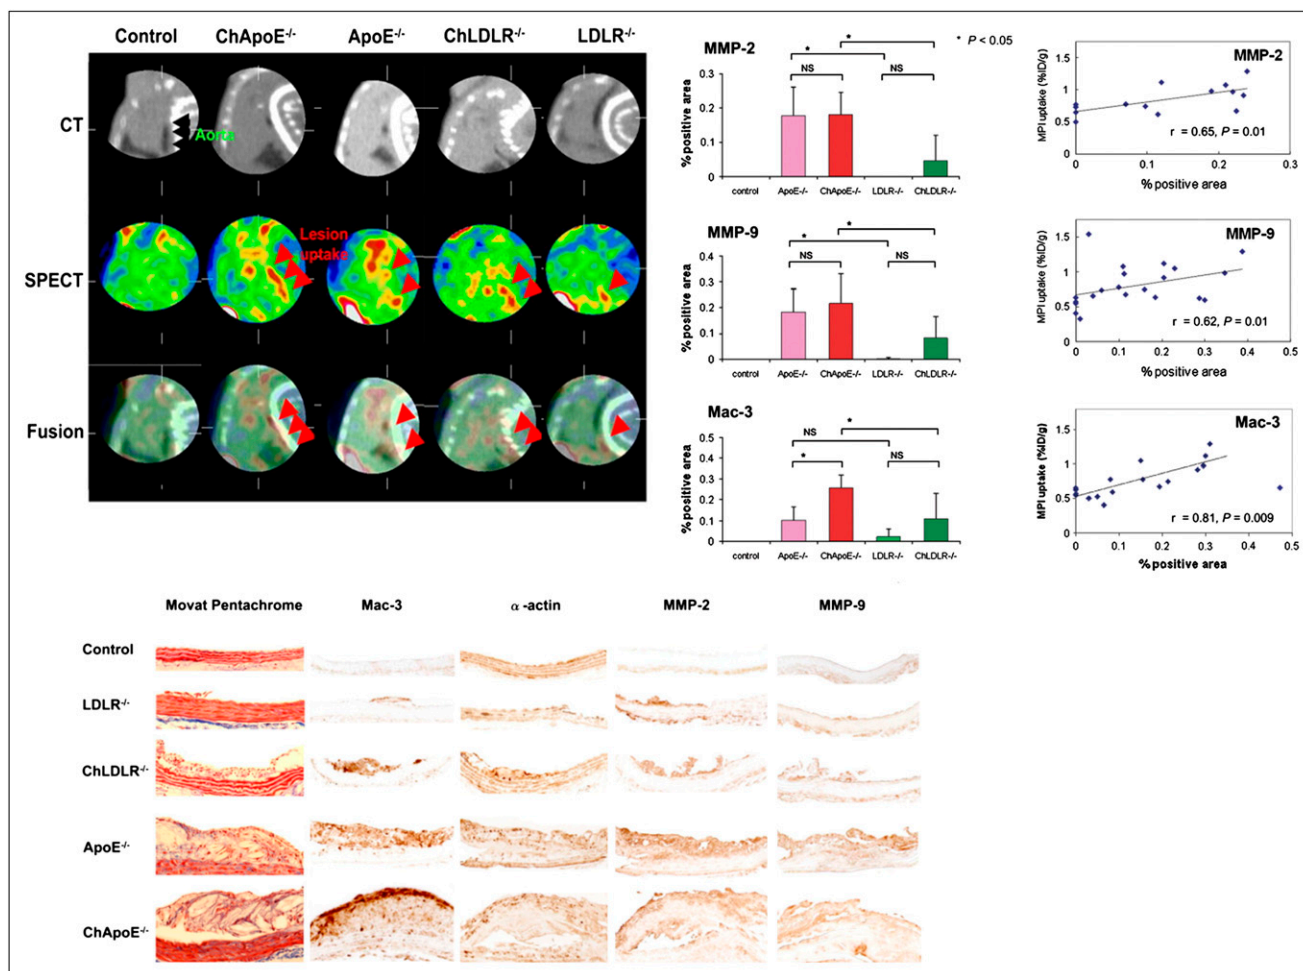 Control ChApoE-/- ApoE-/- ChLDLR-/- LDLR-/-
CT
Aorta
SPECT
Lesion
uptake
Fusion
MMP-2
* P < 0.05
*
*
NS
NS
% positive area
0.3
0.2
0.1
0
control ApoE-/- ChApoE-/- LDLR-/- ChLDLR-/-
MMP-9
*
*
NS
NS
% positive area
0.4
0.3
0.2
0.1
0
control ApoE-/- ChApoE-/- LDLR-/- ChLDLR-/-
Mac-3
*
NS
*
NS
% positive area
0.5
0.4
0.3
0.2
0.1
0
control ApoE-/- ChApoE-/- LDLR-/- ChLDLR-/-
MMP-2
MPI uptake (%ID/g)
1.5
1
0.5
0
r = 0.65, P = 0.01
0 0.1 0.2 0.3
% positive area
MMP-9
MPI uptake (%ID/g)
2
1.5
1
0.5
0
r = 0.62, P = 0.01
0 0.1 0.2 0.3 0.4 0.5
% positive area
Mac-3
MPI uptake (%ID/g)
1.5
1
0.5
0
r = 0.81, P = 0.009
0 0.1 0.2 0.3 0.4 0.5
% positive area
Movat Pentachrome Mac-3 α -actin MMP-2 MMP-9
Control
LDLR-/-
ChLDLR-/-
ApoE-/-
ChApoE-/-